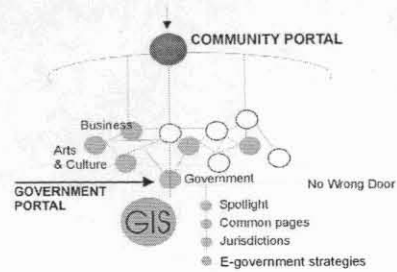 COMMUNITY PORTAL
Business
Arts
& Culture
Government
No Wrong Door
GOVERNMENT
PORTAL
GIS
Spotlight
Common pages
Jurisdictions
E-government strategies